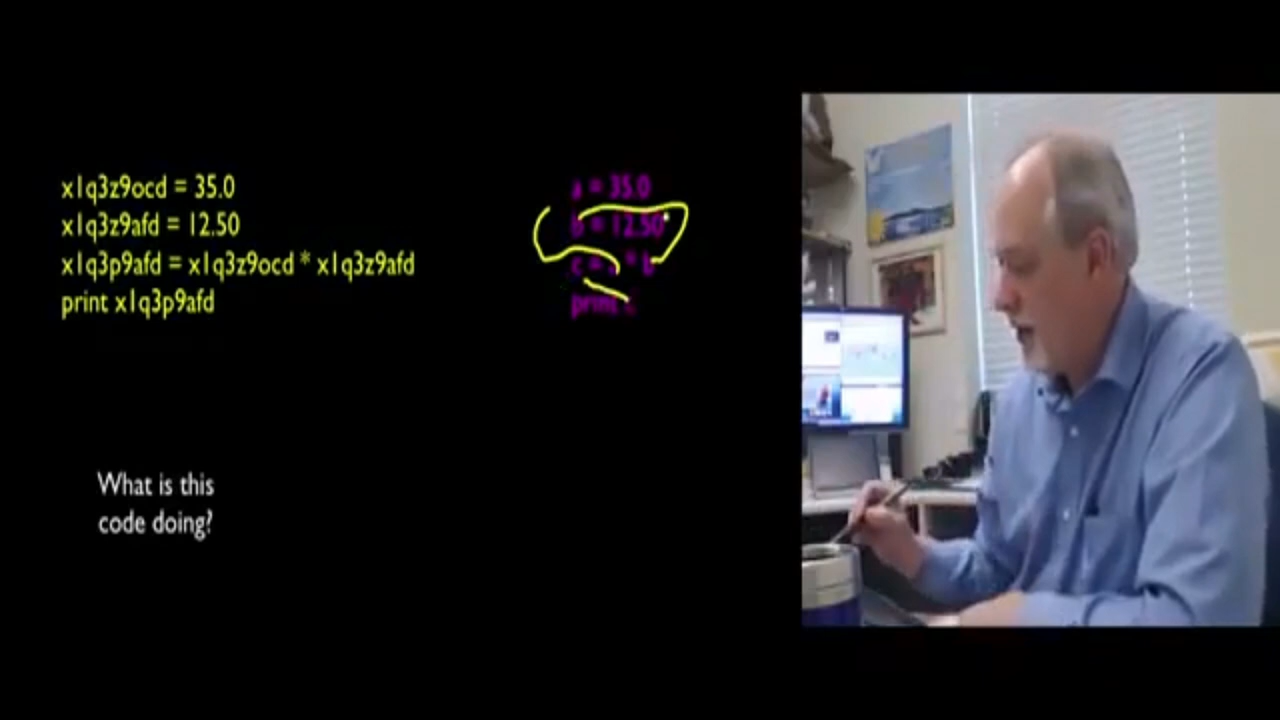 x1q3z9ocd = 35.0
x1q3z9afd = 12.50
x1q3p9afd = x1q3z9ocd * x1q3z9afd
print x1q3p9afd
a = 35.0
b = 12.50
c = a * b
print c
What is this
code doing?